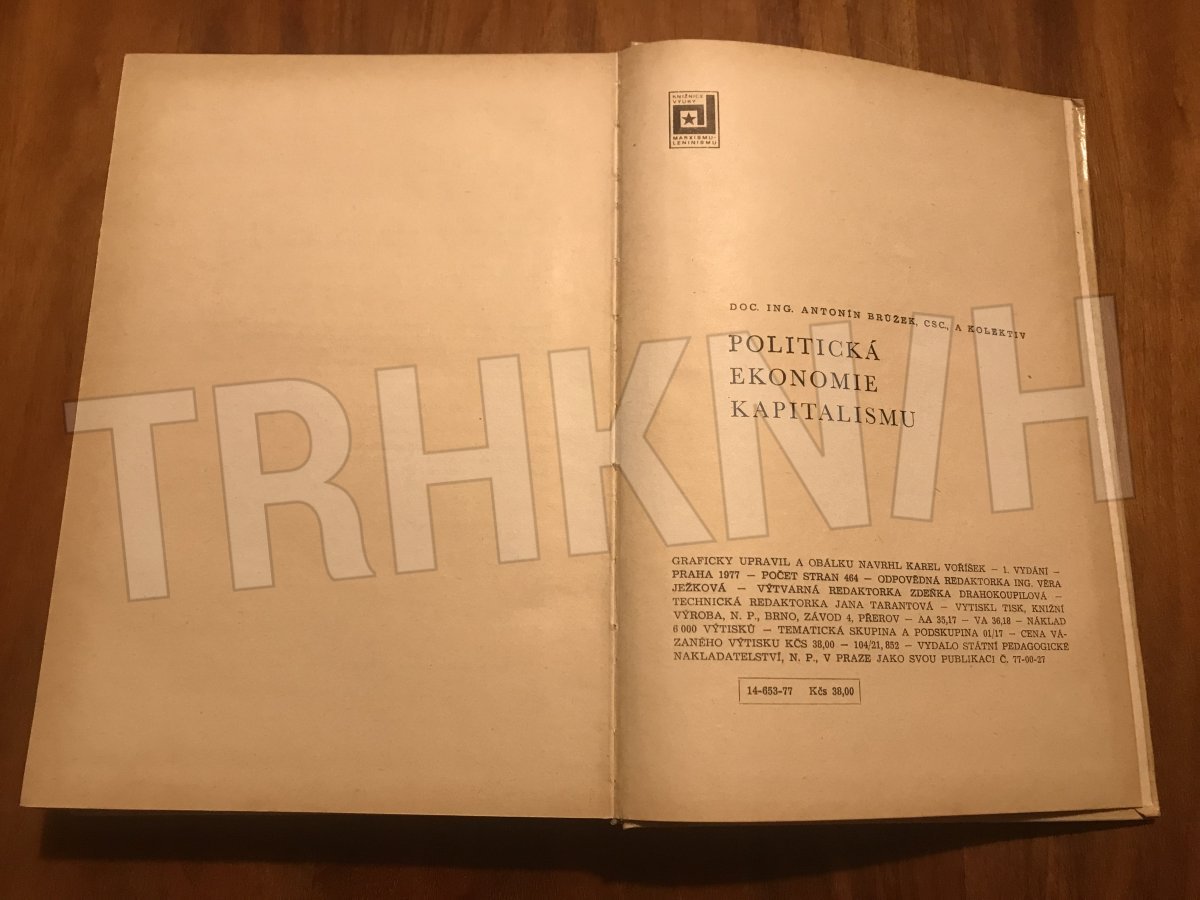 KNIŽNICE
VÝUKY
MARXISMU-
LENINISMU
DOC. ING. ANTONÍN BRŮŽEK, CSC., A KOLEKTIV
POLITICKÁ
EKONOMIE
KAPITALISMU
TRHKNIH
GRAFICKY UPRAVIL A OBÁLKU NAVRHL KAREL VOŘÍŠEK – 1. VYDÁNÍ –
PRAHA 1977 – POČET STRAN 464 – ODPOVĚDNÁ REDAKTORKA ING. VĚRA
JEŽKOVÁ – VÝTVARNÁ REDAKTORKA ZDEŇKA DRAHOKOUPILOVÁ –
TECHNICKÁ REDAKTORKA JANA TARANTOVÁ – VYTISKL TISK, KNIŽNÍ
VÝROBA, N. P., BRNO, ZÁVOD 4, PŘEROV – AA 35,17 – VA 36,18 – NÁKLAD
6 000 VÝTISKŮ – TEMATICKÁ SKUPINA A PODSKUPINA 01/17 – CENA VÁ-
ZANÉHO VÝTISKU KČS 38,00 – 104/21, 852 – VYDALO STÁTNÍ PEDAGOGICKÉ
NAKLADATELSTVÍ, N. P., V PRAZE JAKO SVOU PUBLIKACI Č. 77-00-27
14-653-77 Kčs 38,00